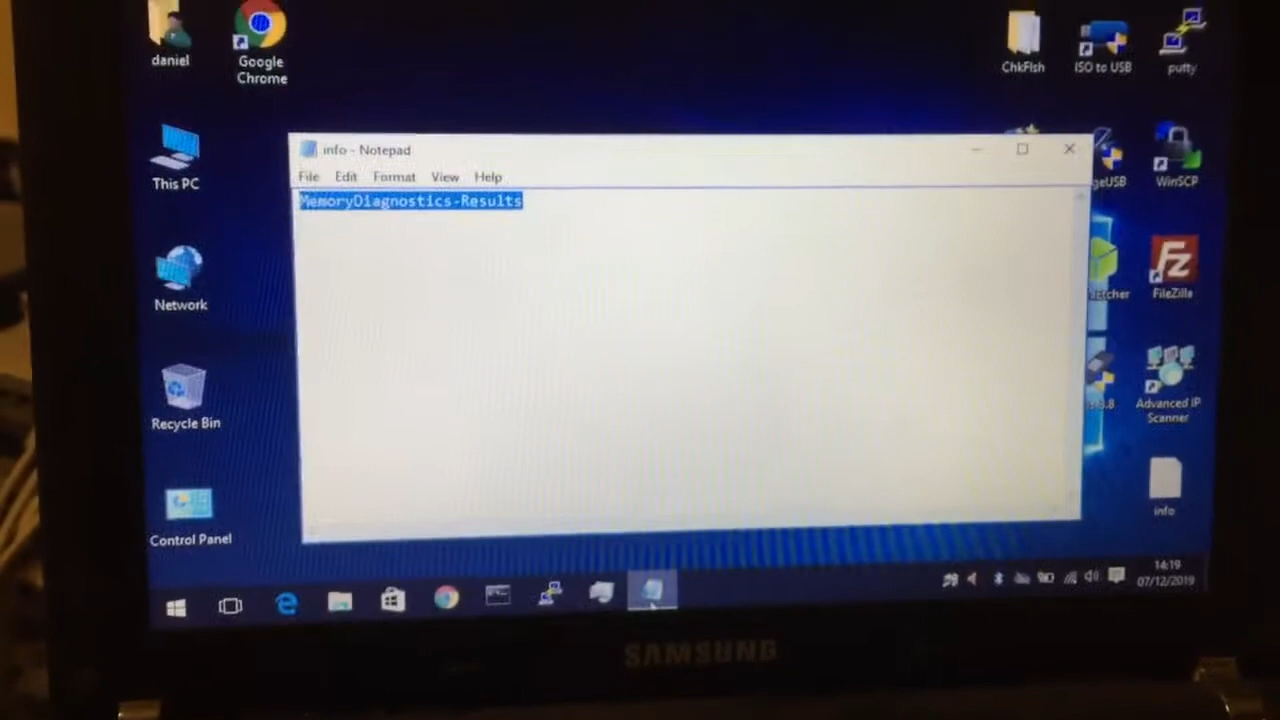 daniel
Google
Chrome
ChkFlsh
ISO to USB
putty
info - Notepad
File Edit Format View Help
MemoryDiagnostics-Results
This PC
WinSCP
Network
FileZilla
Recycle Bin
Advanced IP
Scanner
info
Control Panel
14:19
07/12/2019
SAMSUNG